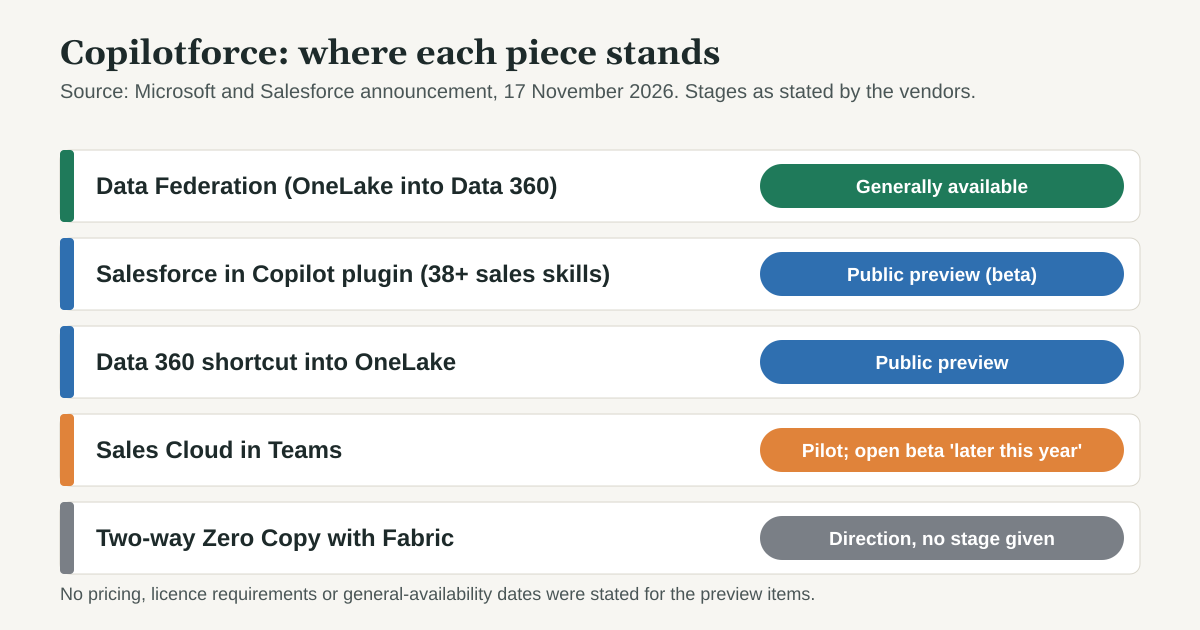 Copilotforce: where each piece stands
Source: Microsoft and Salesforce announcement, 17 November 2026. Stages as stated by the vendors.
Data Federation (OneLake into Data 360)
Generally available
Salesforce in Copilot plugin (38+ sales skills)
Public preview (beta)
Data 360 shortcut into OneLake
Public preview
Sales Cloud in Teams
Pilot; open beta 'later this year'
Two-way Zero Copy with Fabric
Direction, no stage given
No pricing, licence requirements or general-availability dates were stated for the preview items.